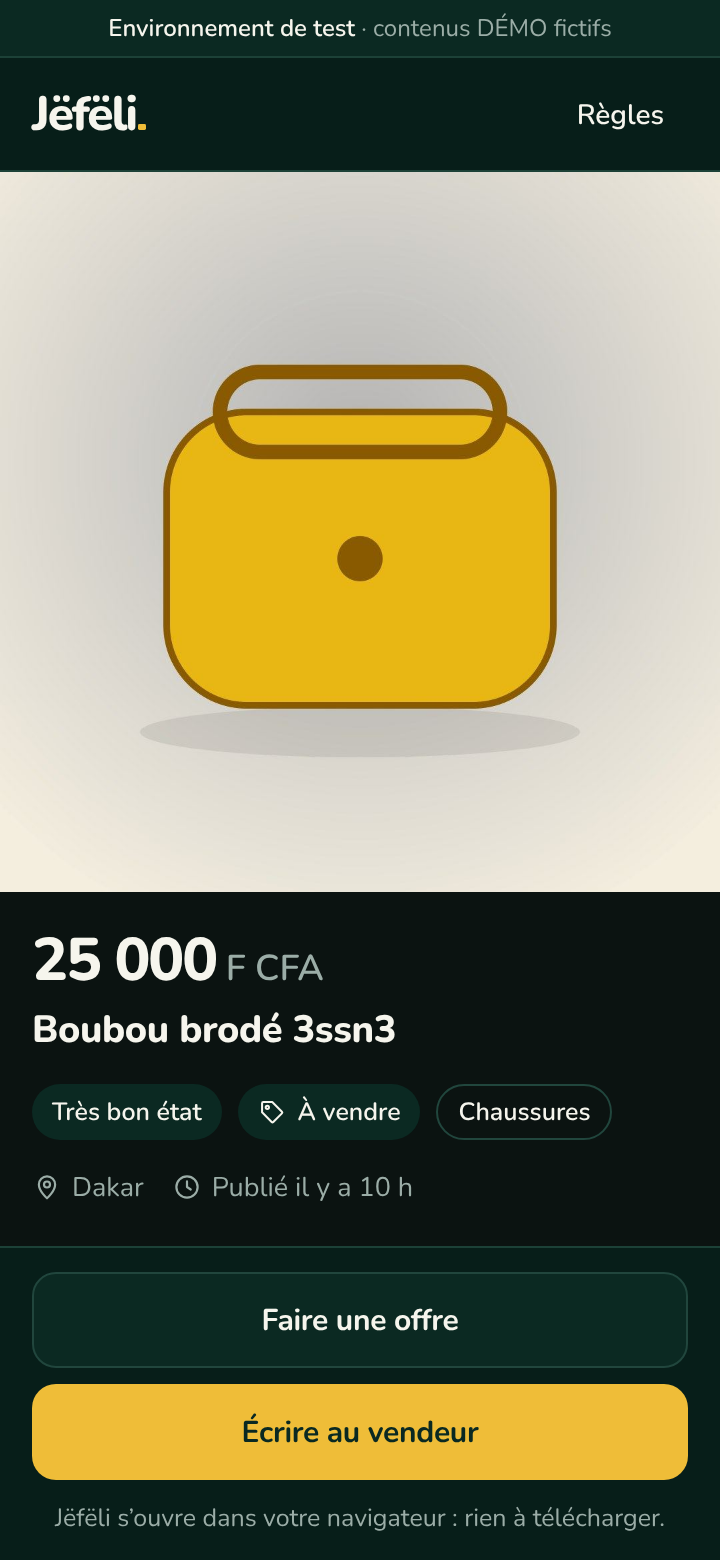 Environnement de test · contenus DÉMO fictifs
Jëfëli.
Règles
25 000 F CFA
Boubou brodé 3ssn3
Très bon état
À vendre
Chaussures
Dakar
Publié il y a 10 h
Faire une offre
Écrire au vendeur
Jëfëli s’ouvre dans votre navigateur : rien à télécharger.